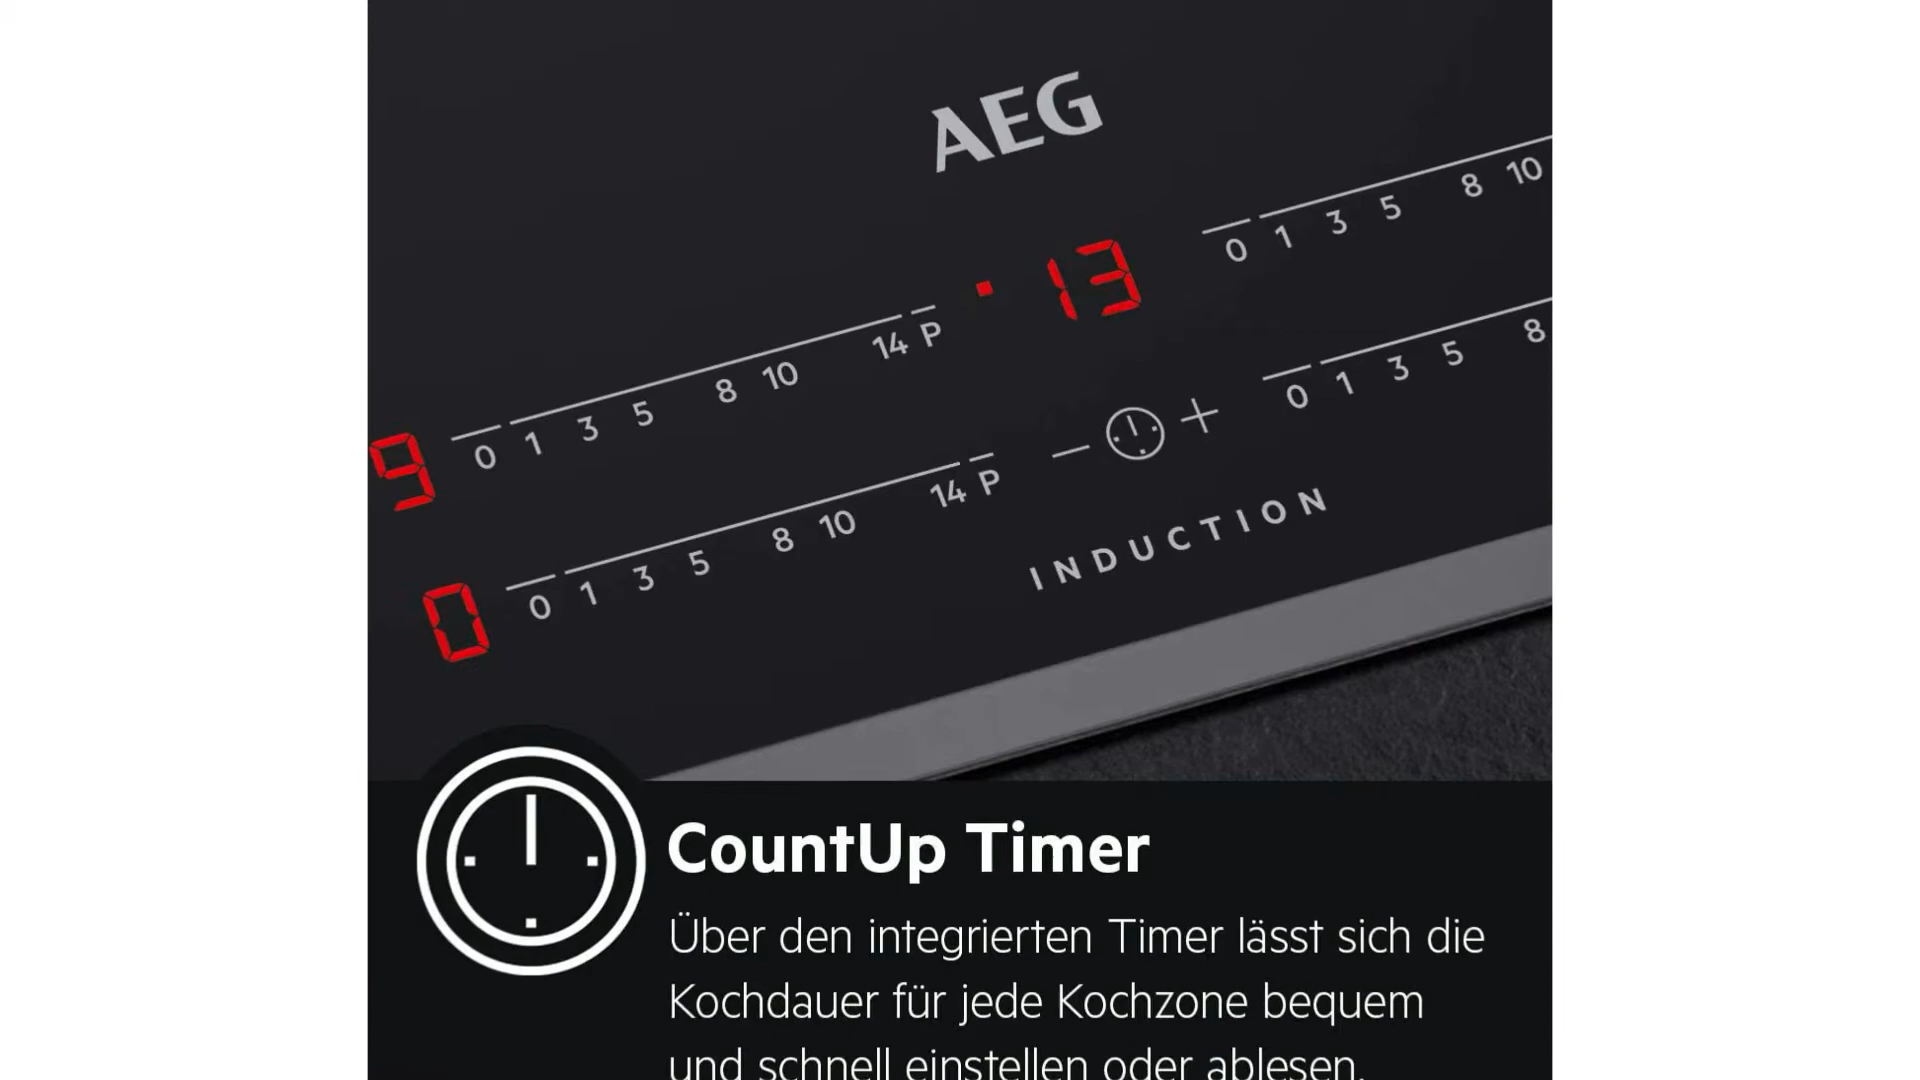 AEG
0 1 3 5 8 10
13
9 0 1 3 5 8 10 14 P
0 1 3 5 8
0 0 1 3 5 8 10 14 P
INDUCTION
CountUp Timer
Über den integrierten Timer lässt sich die
Kochdauer für jede Kochzone bequem
und schnell einstellen oder ablesen.